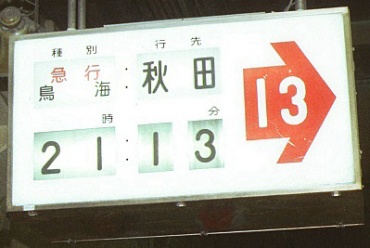 種別 行先
急行
鳥海 : 秋田
時 分
21 : 13
13